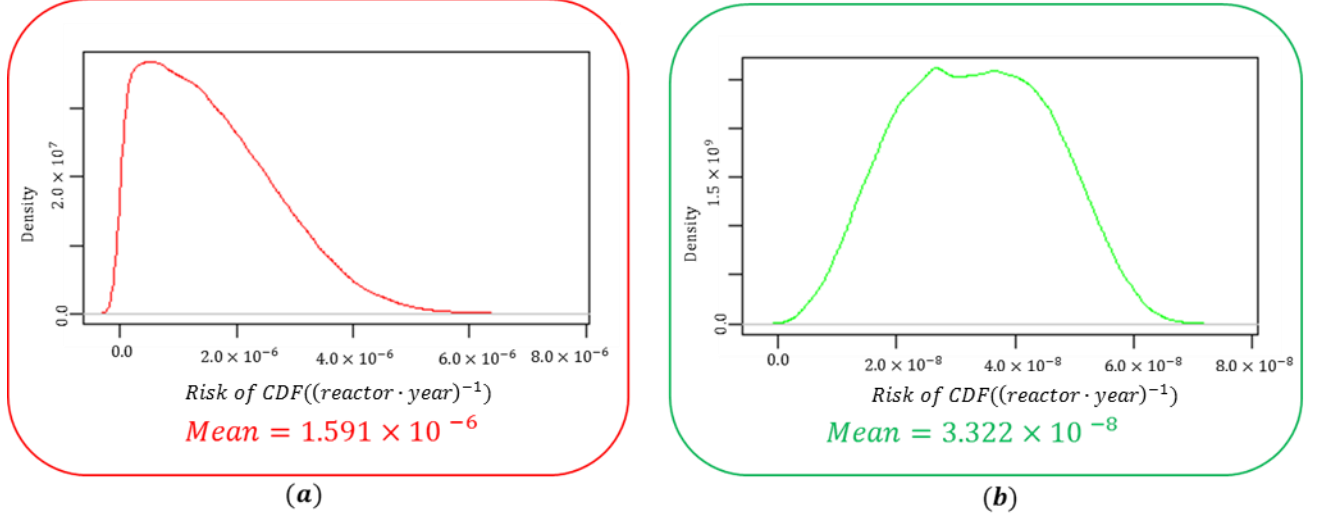 Density
2.0 × 10⁷
0.0
0.0
2.0 × 10⁻⁶
4.0 × 10⁻⁶
6.0 × 10⁻⁶
8.0 × 10⁻⁶
Risk of CDF((reactor · year)⁻¹)
Mean = 1.591 × 10 ⁻⁶
(a)
Density
1.5 × 10⁹
0.0
0.0
2.0 × 10⁻⁸
4.0 × 10⁻⁸
6.0 × 10⁻⁸
8.0 × 10⁻⁸
Risk of CDF((reactor · year)⁻¹)
Mean = 3.322 × 10 ⁻⁸
(b)